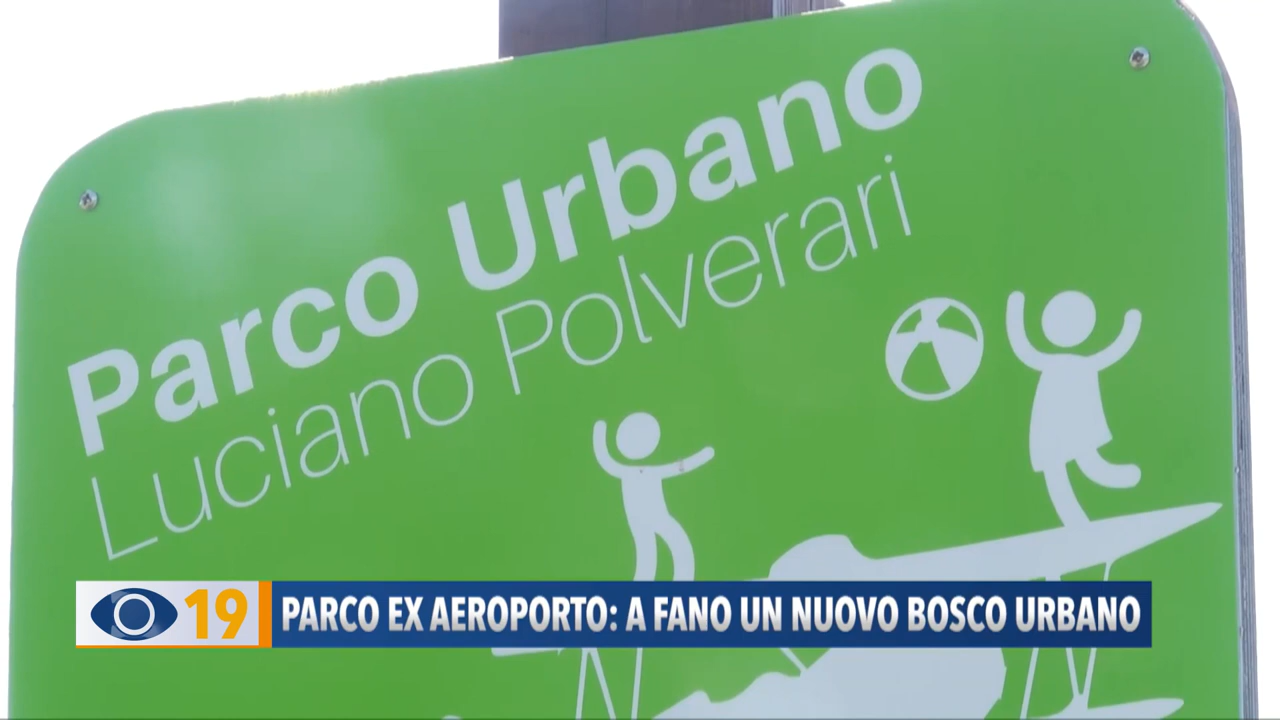 Parco Urbano
Luciano Polverari
19 PARCO EX AEROPORTO: A FANO UN NUOVO BOSCO URBANO